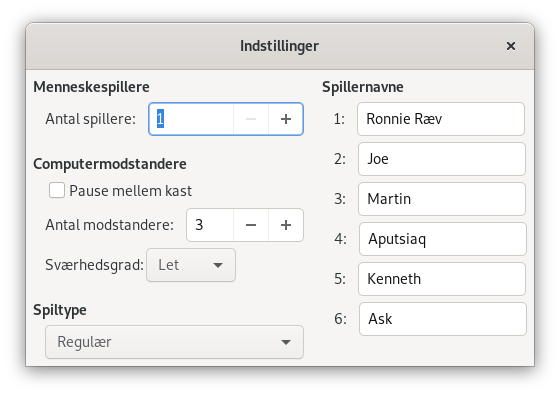 Indstillinger
Menneskespillere
Antal spillere: 1
Computermodstandere
Pause mellem kast
Antal modstandere: 3
Sværhedsgrad: Let
Spiltype
Regulær
Spillernavne
1: Ronnie Ræv
2: Joe
3: Martin
4: Aputsiaq
5: Kenneth
6: Ask